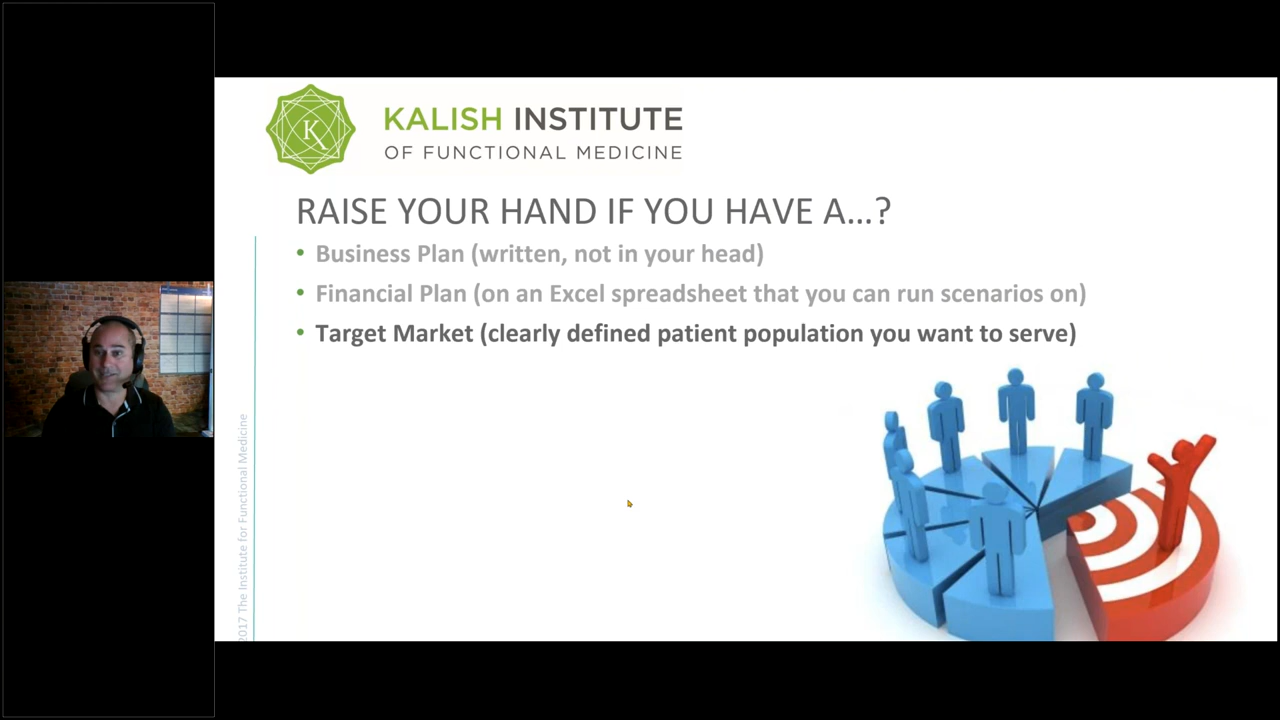 KALISH INSTITUTE
OF FUNCTIONAL MEDICINE
K
RAISE YOUR HAND IF YOU HAVE A...?
• Business Plan (written, not in your head)
• Financial Plan (on an Excel spreadsheet that you can run scenarios on)
• Target Market (clearly defined patient population you want to serve)
2017 The Institute for Functional Medicine